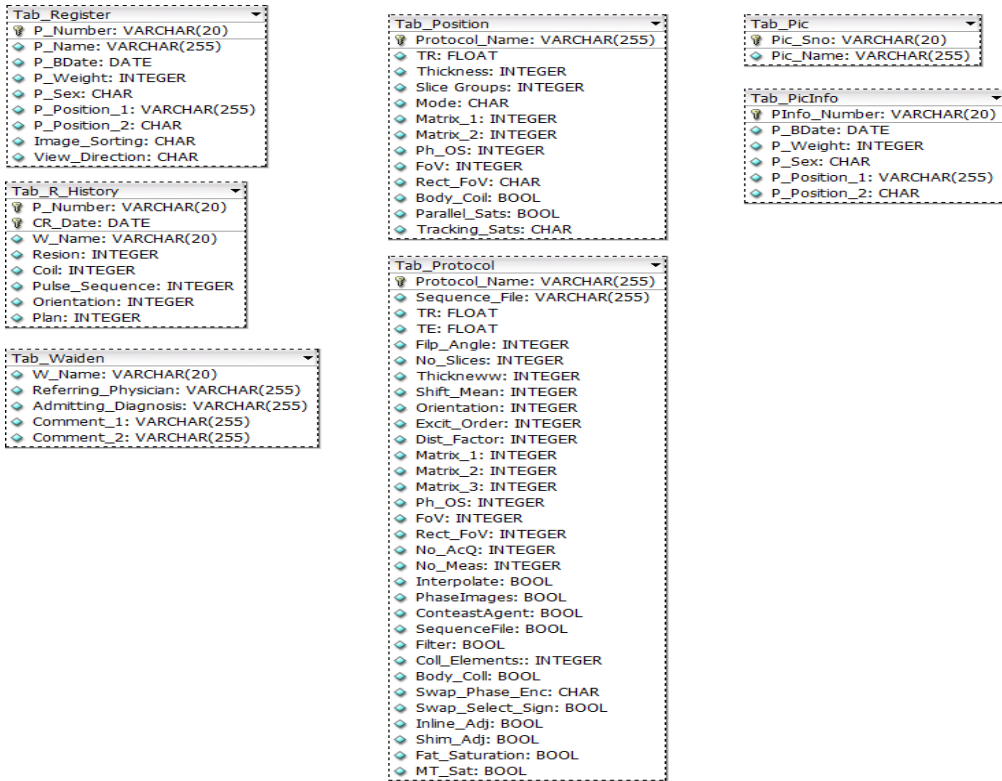 Tab_Register
P_Number: VARCHAR(20)
P_Name: VARCHAR(255)
P_BDate: DATE
P_Weight: INTEGER
P_Sex: CHAR
P_Position_1: VARCHAR(255)
P_Position_2: CHAR
Image_Sorting: CHAR
View_Direction: CHAR
Tab_R_History
P_Number: VARCHAR(20)
CR_Date: DATE
W_Name: VARCHAR(20)
Resion: INTEGER
Coil: INTEGER
Pulse_Sequence: INTEGER
Orientation: INTEGER
Plan: INTEGER
Tab_Waiden
W_Name: VARCHAR(20)
Referring_Physician: VARCHAR(255)
Admitting_Diagnosis: VARCHAR(255)
Comment_1: VARCHAR(255)
Comment_2: VARCHAR(255)
Tab_Position
Protocol_Name: VARCHAR(255)
TR: FLOAT
Thickness: INTEGER
Slice Groups: INTEGER
Mode: CHAR
Matrix_1: INTEGER
Matrix_2: INTEGER
Ph_OS: INTEGER
FoV: INTEGER
Rect_FoV: CHAR
Body_Coil: BOOL
Parallel_Sats: BOOL
Tracking_Sats: CHAR
Tab_Protocol
Protocol_Name: VARCHAR(255)
Sequence_File: VARCHAR(255)
TR: FLOAT
TE: FLOAT
Filp_Angle: INTEGER
No_Slices: INTEGER
Thickneww: INTEGER
Shift_Mean: INTEGER
Orientation: INTEGER
Excit_Order: INTEGER
Dist_Factor: INTEGER
Matrix_1: INTEGER
Matrix_2: INTEGER
Matrix_3: INTEGER
Ph_OS: INTEGER
FoV: INTEGER
Rect_FoV: INTEGER
No_AcQ: INTEGER
No_Meas: INTEGER
Interpolate: BOOL
PhaseImages: BOOL
ConteastAgent: BOOL
SequenceFile: BOOL
Filter: BOOL
Coll_Elements:: INTEGER
Body_Coll: BOOL
Swap_Phase_Enc: CHAR
Swap_Select_Sign: BOOL
Inline_Adj: BOOL
Shim_Adj: BOOL
Fat_Saturation: BOOL
MT_Sat: BOOL
Tab_Pic
Pic_Sno: VARCHAR(20)
Pic_Name: VARCHAR(255)
Tab_PicInfo
PInfo_Number: VARCHAR(20)
P_BDate: DATE
P_Weight: INTEGER
P_Sex: CHAR
P_Position_1: VARCHAR(255)
P_Position_2: CHAR